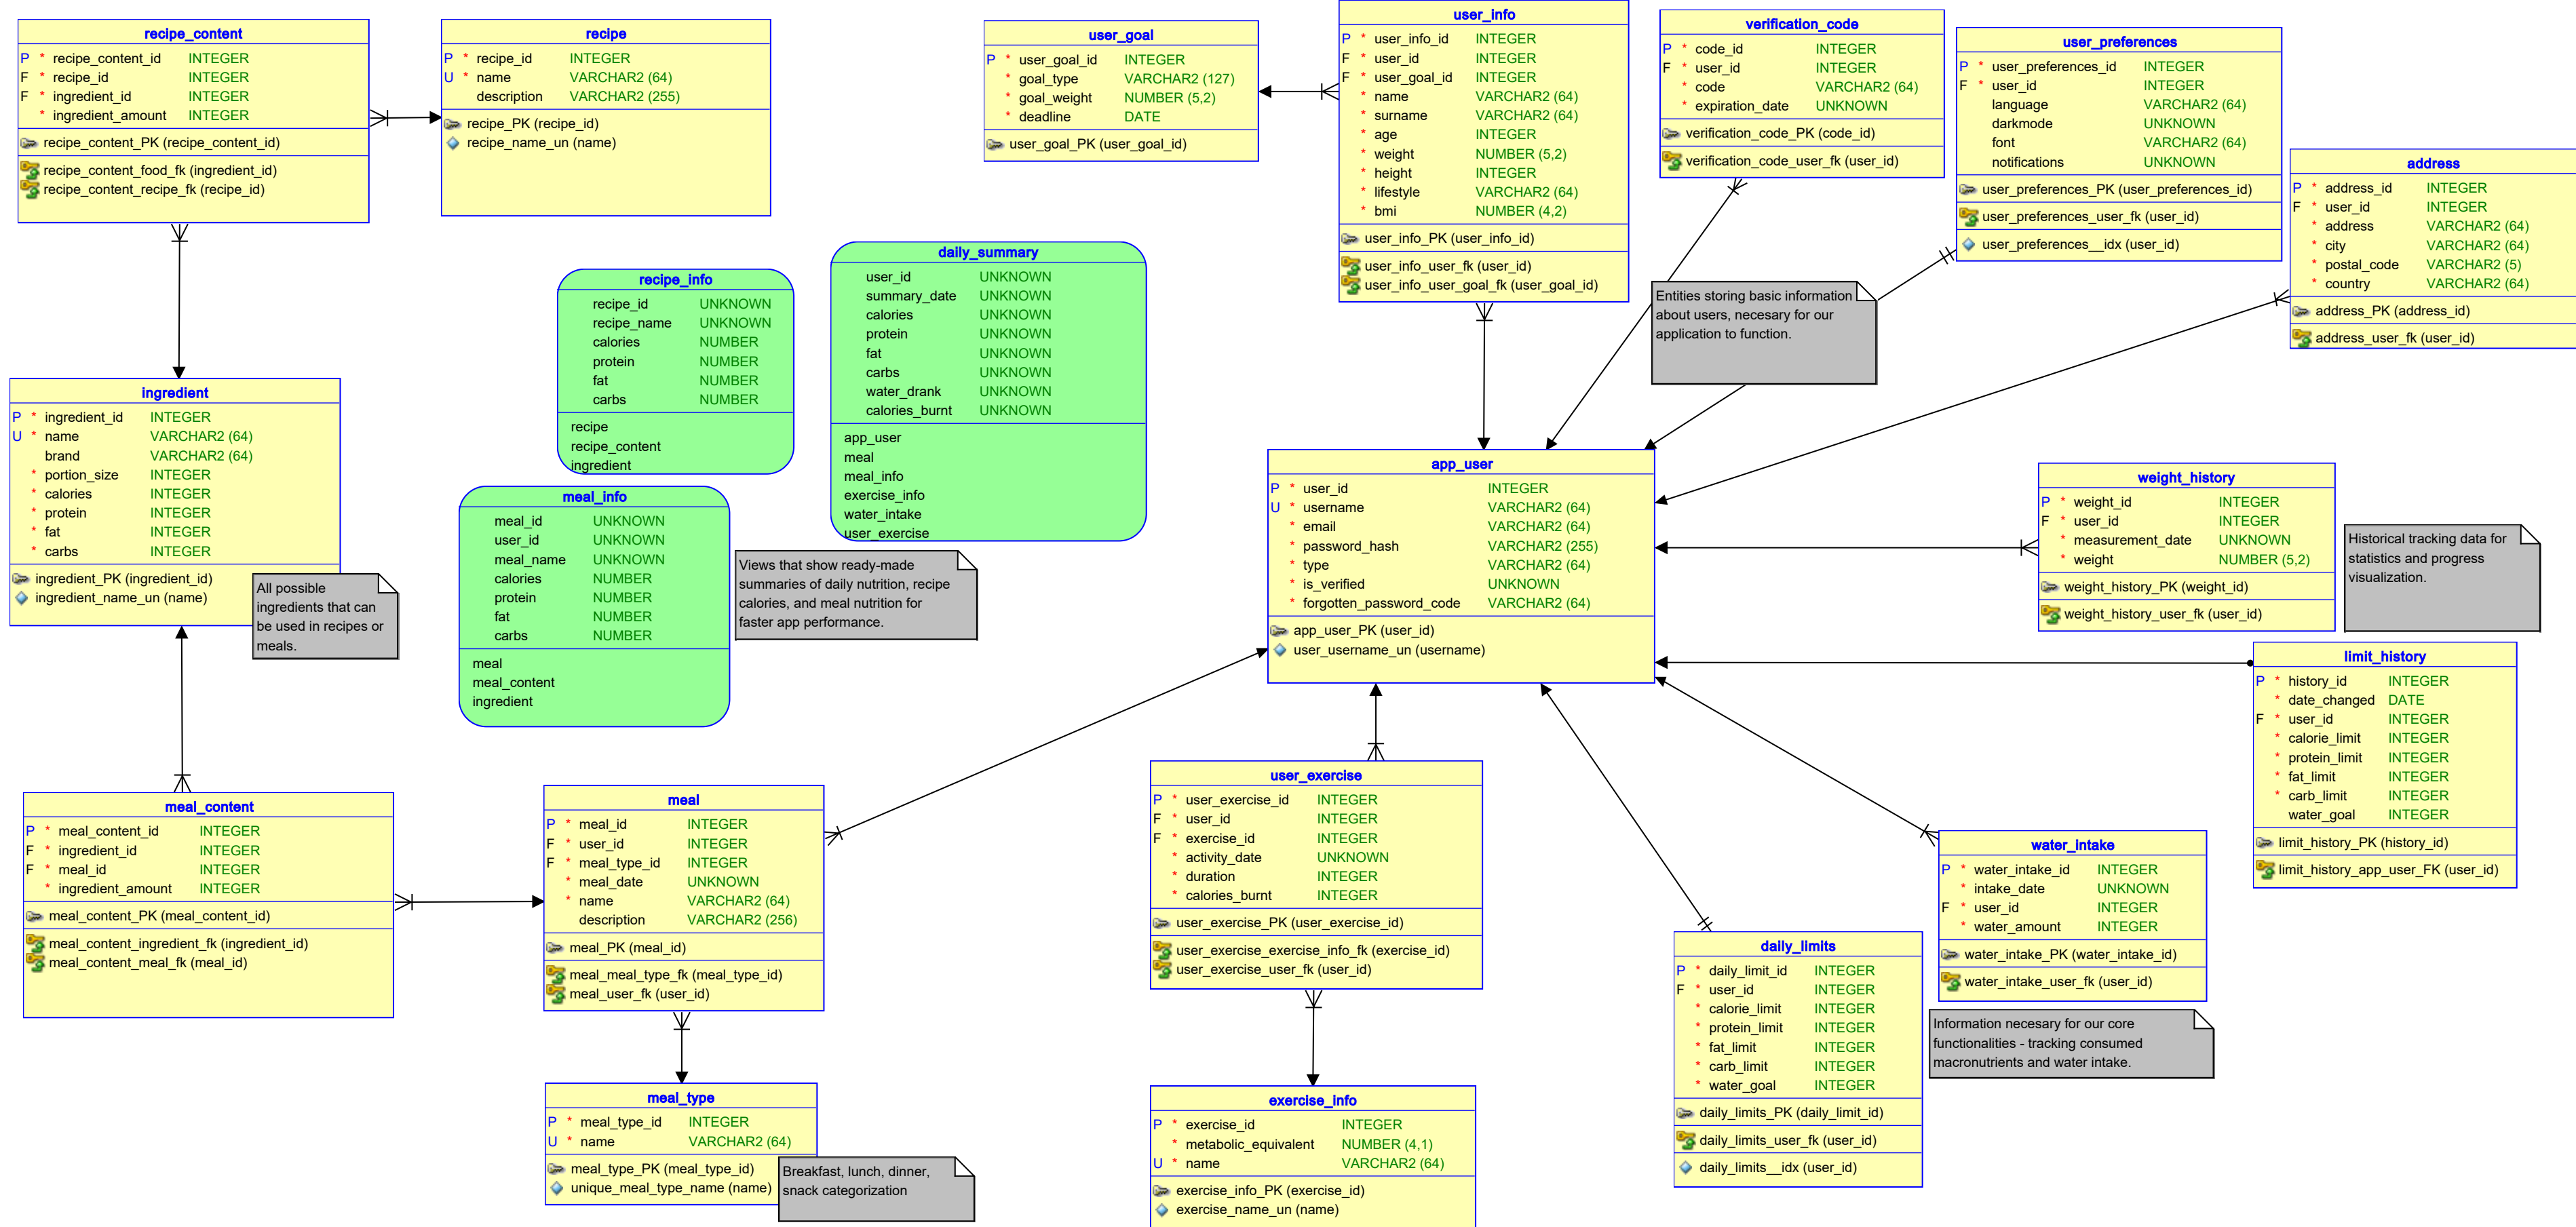 recipe_content
P * recipe_content_id INTEGER
F * recipe_id INTEGER
F * ingredient_id INTEGER
* ingredient_amount INTEGER
recipe_content_PK (recipe_content_id)
recipe_content_food_fk (ingredient_id)
recipe_content_recipe_fk (recipe_id)
recipe
P * recipe_id INTEGER
U * name VARCHAR2 (64)
description VARCHAR2 (255)
recipe_PK (recipe_id)
recipe_name_un (name)
user_goal
P * user_goal_id INTEGER
* goal_type VARCHAR2 (127)
* goal_weight NUMBER (5,2)
* deadline DATE
user_goal_PK (user_goal_id)
user_info
P * user_info_id INTEGER
F * user_id INTEGER
F * user_goal_id INTEGER
* name VARCHAR2 (64)
* surname VARCHAR2 (64)
* age INTEGER
* weight NUMBER (5,2)
* height INTEGER
* lifestyle VARCHAR2 (64)
* bmi NUMBER (4,2)
user_info_PK (user_info_id)
user_info_user_fk (user_id)
user_info_user_goal_fk (user_goal_id)
verification_code
P * code_id INTEGER
F * user_id INTEGER
* code VARCHAR2 (64)
* expiration_date UNKNOWN
verification_code_PK (code_id)
verification_code_user_fk (user_id)
user_preferences
P * user_preferences_id INTEGER
F * user_id INTEGER
language VARCHAR2 (64)
darkmode UNKNOWN
font VARCHAR2 (64)
notifications UNKNOWN
user_preferences_PK (user_preferences_id)
user_preferences_user_fk (user_id)
user_preferences__idx (user_id)
address
P * address_id INTEGER
F * user_id INTEGER
* address VARCHAR2 (64)
* city VARCHAR2 (64)
* postal_code VARCHAR2 (5)
* country VARCHAR2 (64)
address_PK (address_id)
address_user_fk (user_id)
Entities storing basic information
about users, necesary for our
application to function.
recipe_info
recipe_id UNKNOWN
recipe_name UNKNOWN
calories NUMBER
protein NUMBER
fat NUMBER
carbs NUMBER
recipe
recipe_content
ingredient
daily_summary
user_id UNKNOWN
summary_date UNKNOWN
calories UNKNOWN
protein UNKNOWN
fat UNKNOWN
carbs UNKNOWN
water_drank UNKNOWN
calories_burnt UNKNOWN
app_user
meal
meal_info
exercise_info
water_intake
user_exercise
ingredient
P * ingredient_id INTEGER
U * name VARCHAR2 (64)
brand VARCHAR2 (64)
* portion_size INTEGER
* calories INTEGER
* protein INTEGER
* fat INTEGER
* carbs INTEGER
ingredient_PK (ingredient_id)
ingredient_name_un (name)
All possible
ingredients that can
be used in recipes or
meals.
meal_info
meal_id UNKNOWN
user_id UNKNOWN
meal_name UNKNOWN
calories NUMBER
protein NUMBER
fat NUMBER
carbs NUMBER
meal
meal_content
ingredient
Views that show ready-made
summaries of daily nutrition, recipe
calories, and meal nutrition for
faster app performance.
app_user
P * user_id INTEGER
U * username VARCHAR2 (64)
* email VARCHAR2 (64)
* password_hash VARCHAR2 (255)
* type VARCHAR2 (64)
* is_verified UNKNOWN
* forgotten_password_code VARCHAR2 (64)
app_user_PK (user_id)
user_username_un (username)
weight_history
P * weight_id INTEGER
F * user_id INTEGER
* measurement_date UNKNOWN
* weight NUMBER (5,2)
weight_history_PK (weight_id)
weight_history_user_fk (user_id)
Historical tracking data for
statistics and progress
visualization.
limit_history
P * history_id INTEGER
* date_changed DATE
F * user_id INTEGER
* calorie_limit INTEGER
* protein_limit INTEGER
* fat_limit INTEGER
* carb_limit INTEGER
water_goal INTEGER
limit_history_PK (history_id)
limit_history_app_user_FK (user_id)
meal_content
P * meal_content_id INTEGER
F * ingredient_id INTEGER
F * meal_id INTEGER
* ingredient_amount INTEGER
meal_content_PK (meal_content_id)
meal_content_ingredient_fk (ingredient_id)
meal_content_meal_fk (meal_id)
meal
P * meal_id INTEGER
F * user_id INTEGER
F * meal_type_id INTEGER
* meal_date UNKNOWN
* name VARCHAR2 (64)
description VARCHAR2 (256)
meal_PK (meal_id)
meal_meal_type_fk (meal_type_id)
meal_user_fk (user_id)
user_exercise
P * user_exercise_id INTEGER
F * user_id INTEGER
F * exercise_id INTEGER
* activity_date UNKNOWN
* duration INTEGER
* calories_burnt INTEGER
user_exercise_PK (user_exercise_id)
user_exercise_exercise_info_fk (exercise_id)
user_exercise_user_fk (user_id)
water_intake
P * water_intake_id INTEGER
* intake_date UNKNOWN
F * user_id INTEGER
* water_amount INTEGER
water_intake_PK (water_intake_id)
water_intake_user_fk (user_id)
daily_limits
P * daily_limit_id INTEGER
F * user_id INTEGER
* calorie_limit INTEGER
* protein_limit INTEGER
* fat_limit INTEGER
* carb_limit INTEGER
* water_goal INTEGER
daily_limits_PK (daily_limit_id)
daily_limits_user_fk (user_id)
daily_limits__idx (user_id)
Information necesary for our core
functionalities - tracking consumed
macronutrients and water intake.
meal_type
P * meal_type_id INTEGER
U * name VARCHAR2 (64)
meal_type_PK (meal_type_id)
unique_meal_type_name (name)
Breakfast, lunch, dinner,
snack categorization
exercise_info
P * exercise_id INTEGER
* metabolic_equivalent NUMBER (4,1)
U * name VARCHAR2 (64)
exercise_info_PK (exercise_id)
exercise_name_un (name)